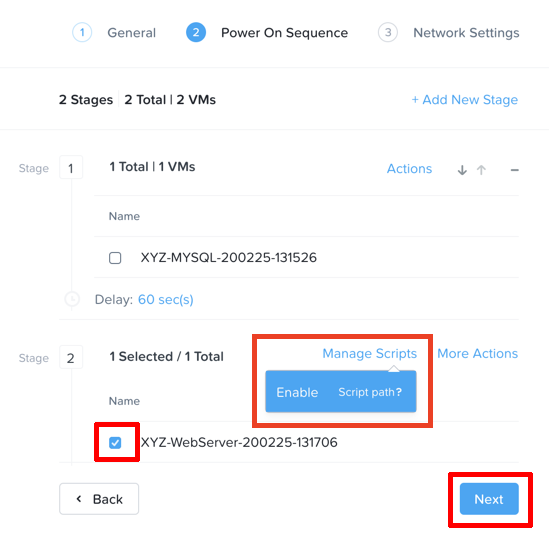 1 General 2 Power On Sequence 3 Network Settings
2 Stages 2 Total | 2 VMs + Add New Stage
Stage 1 1 Total | 1 VMs Actions
Name
XYZ-MYSQL-200225-131526
Delay: 60 sec(s)
Stage 2 1 Selected / 1 Total Manage Scripts More Actions
Enable Script path?
Name
XYZ-WebServer-200225-131706
Back Next